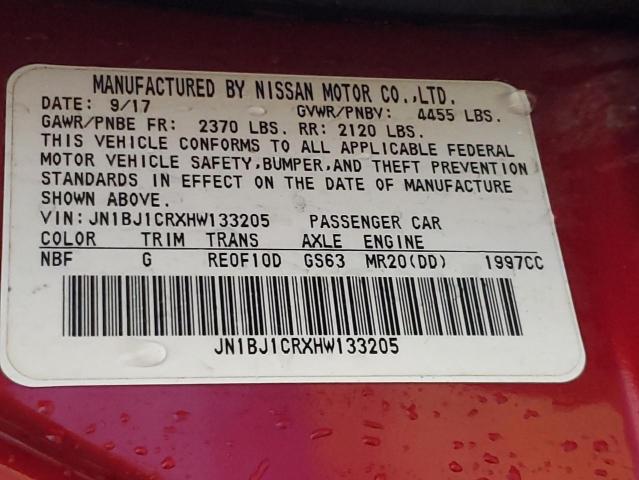 MANUFACTURED BY NISSAN MOTOR CO.,LTD.
DATE: 9/17 GVWR/PNBV: 4455 LBS.
GAWR/PNBE FR: 2370 LBS. RR: 2120 LBS.
THIS VEHICLE CONFORMS TO ALL APPLICABLE FEDERAL
MOTOR VEHICLE SAFETY,BUMPER,AND THEFT PREVENTION
STANDARDS IN EFFECT ON THE DATE OF MANUFACTURE
SHOWN ABOVE.
VIN:JN1BJ1CRXHW133205 PASSENGER CAR
COLOR TRIM TRANS AXLE ENGINE
NBF G RE0F10D GS63 MR20(DD) 1997CC
JN1BJ1CRXHW133205